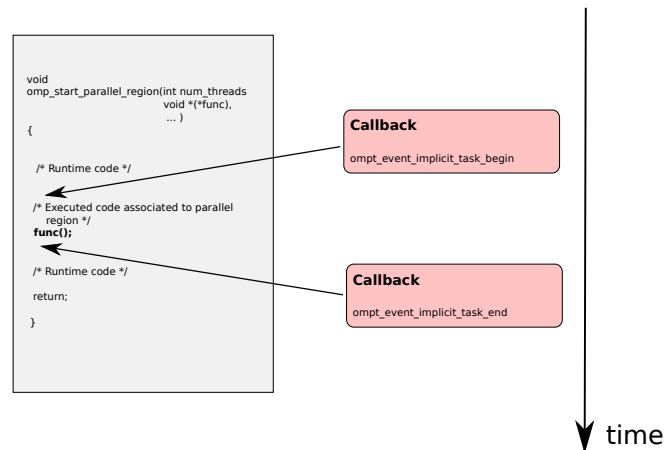 void
omp_start_parallel_region(int num_threads
void *(*func),
... )
{
/* Runtime code */
/* Executed code associated to parallel
region */
func();
/* Runtime code */
return;
}
Callback
ompt_event_implicit_task_begin
Callback
ompt_event_implicit_task_end
time